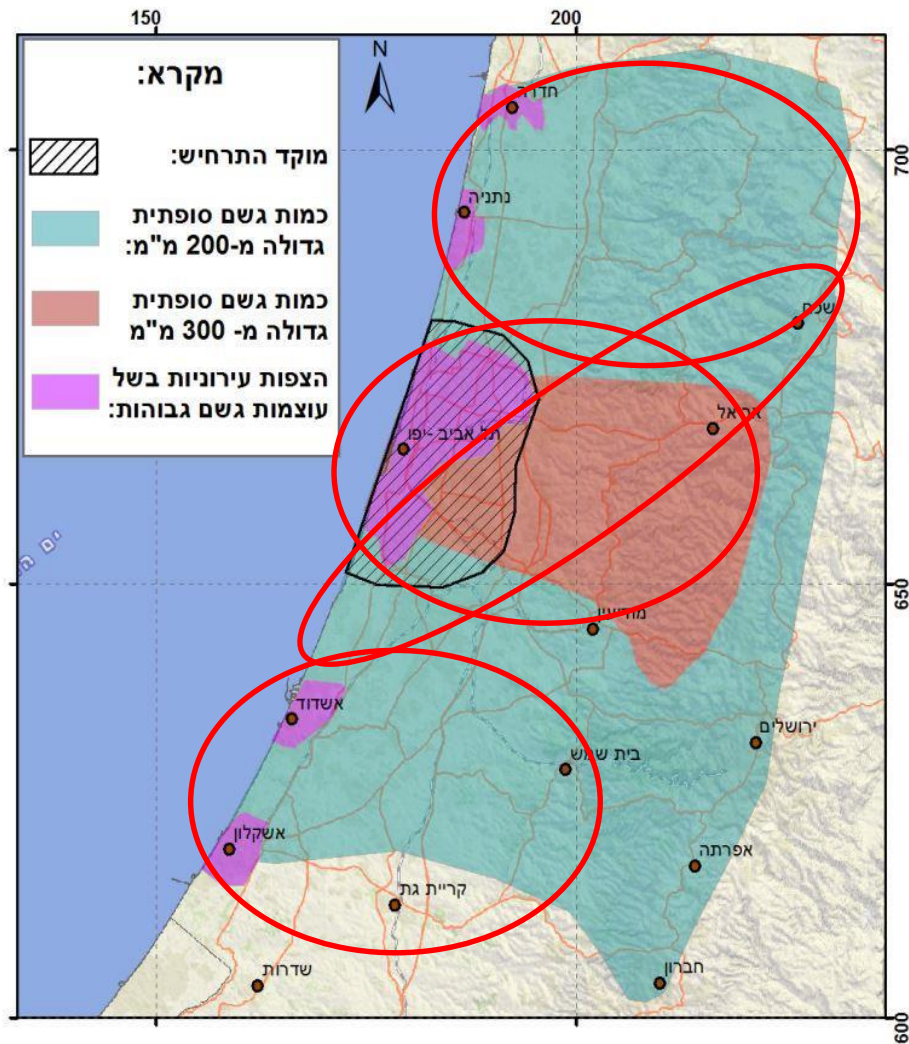 150
200
N
מקרא:
מוקד התרחיש:
כמות גשם סופתית
גדולה מ-200 מ"מ:
כמות גשם סופתית
גדולה מ- 300 מ"מ
הצפות עירוניות בשל
עוצמות גשם גבוהות:
חדרה
700
נתניה
שכם
אריאל
תל אביב -יפו
650
מודיעין
אשדוד
ירושלים
בית שמש
אשקלון
אפרתה
קריית גת
חברון
שדרות
600